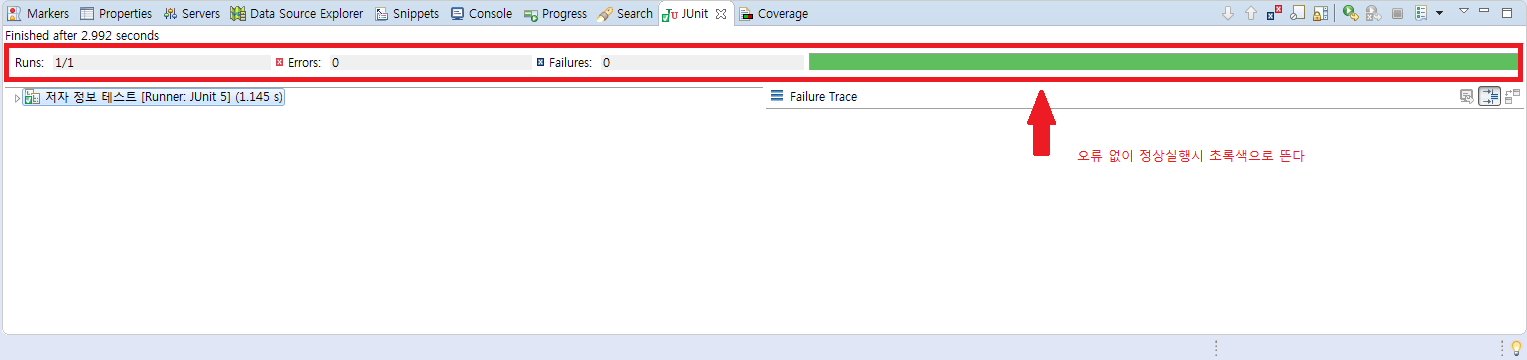 Markers Properties Servers Data Source Explorer Snippets Console Progress Search JUnit Coverage
Finished after 2.992 seconds
Runs: 1/1 Errors: 0 Failures: 0
저자 정보 테스트 [Runner: JUnit 5] (1.145 s) Failure Trace
오류 없이 정상실행시 초록색으로 뜬다